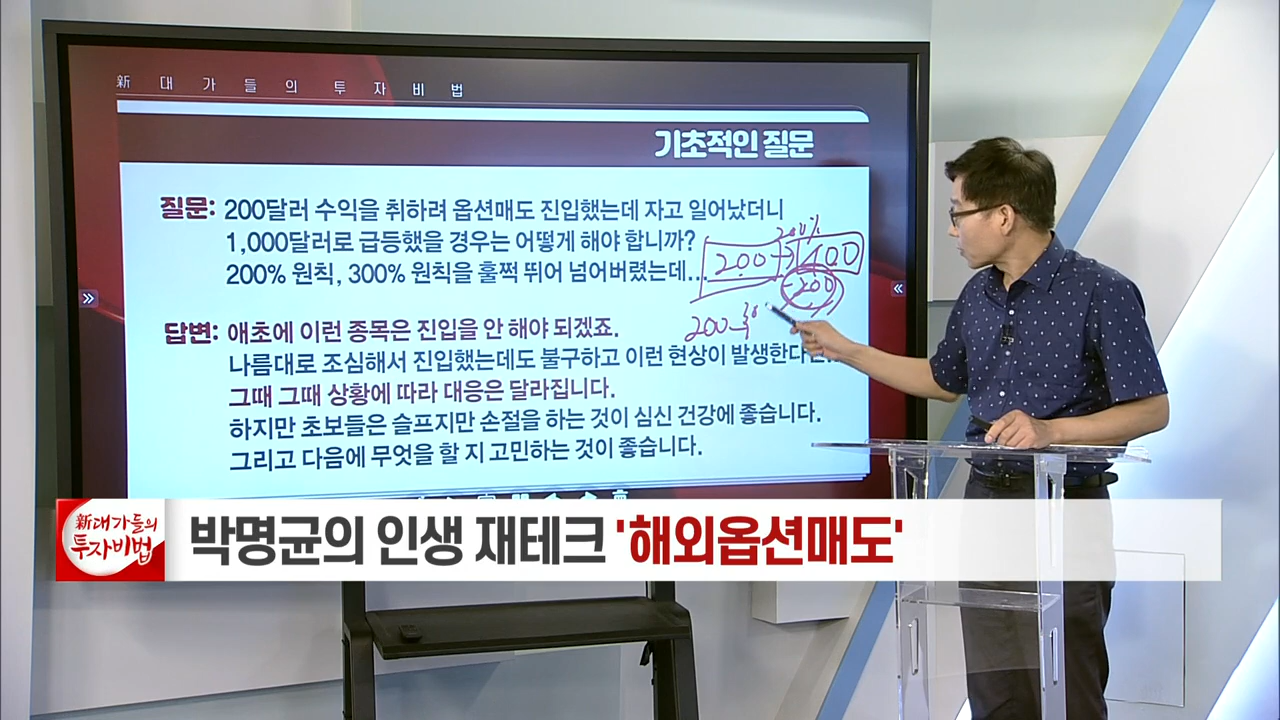 新 대 가 들 의 투 자 비 법
기초적인 질문
질문: 200달러 수익을 취하려 옵션매도 진입했는데 자고 일어났더니
1,000달러로 급등했을 경우는 어떻게 해야 합니까?
200% 원칙, 300% 원칙을 훌쩍 뛰어 넘어버렸는데...
200%
200 → 400
-200
200
답변: 애초에 이런 종목은 진입을 안 해야 되겠죠.
나름대로 조심해서 진입했는데도 불구하고 이런 현상이 발생한다
그때 그때 상황에 따라 대응은 달라집니다.
하지만 초보들은 슬프지만 손절을 하는 것이 심신 건강에 좋습니다.
그리고 다음에 무엇을 할 지 고민하는 것이 좋습니다.
新대가들의
투자비법
박명균의 인생 재테크 '해외옵션매도'